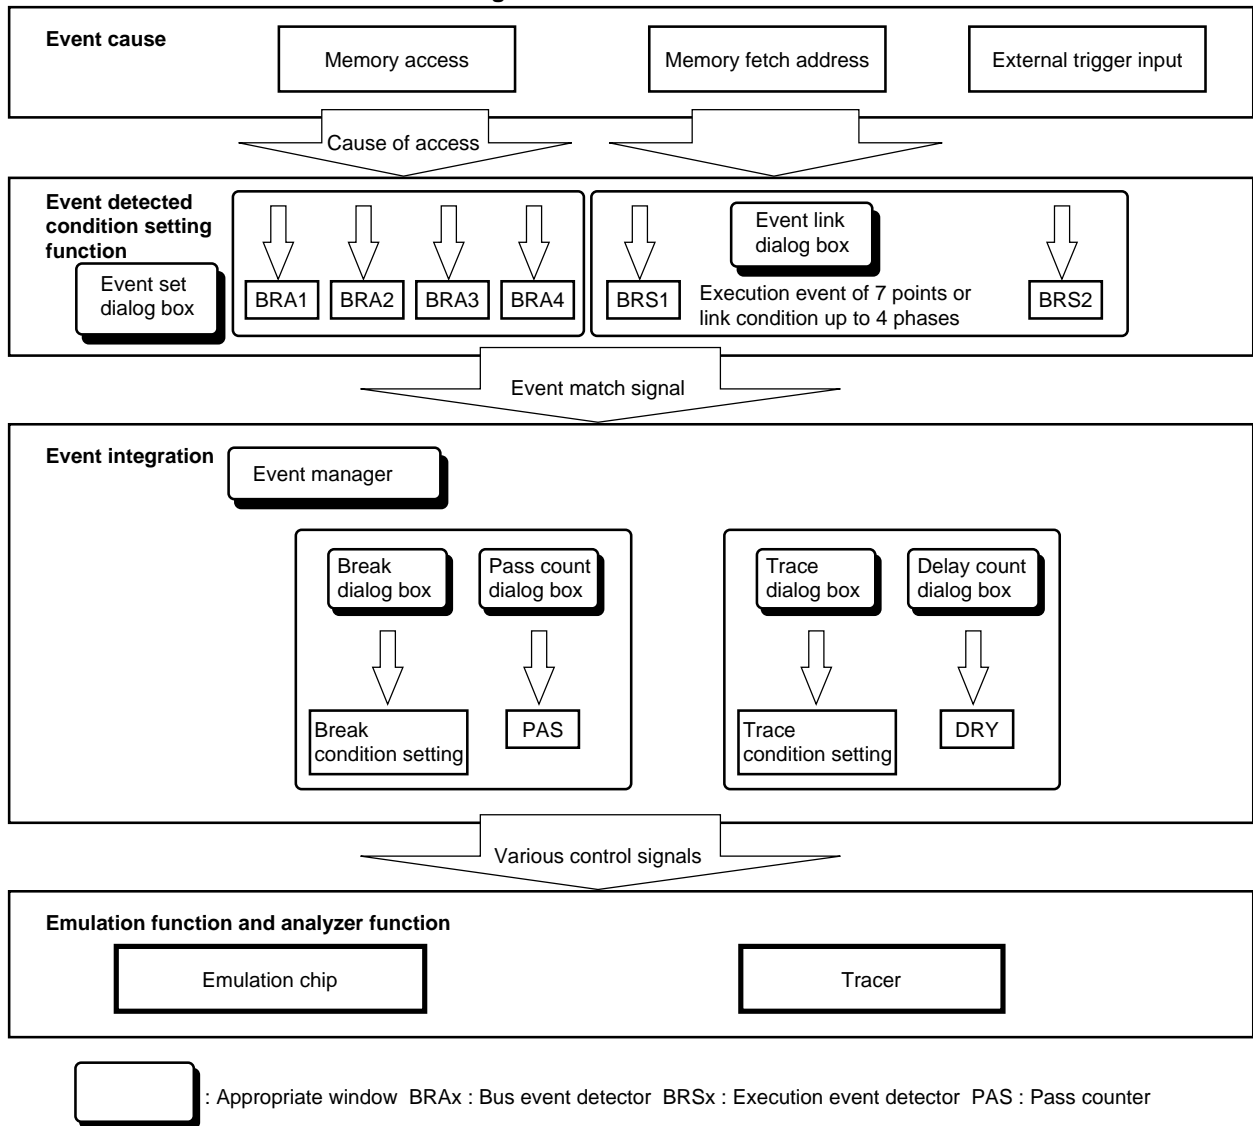 Event cause
Memory access
Memory fetch address
External trigger input
Cause of access
Event detected
condition setting
function
Event set
dialog box
BRA1
BRA2
BRA3
BRA4
BRS1
Event link
dialog box
Execution event of 7 points or
link condition up to 4 phases
BRS2
Event match signal
Event integration
Event manager
Break
dialog box
Pass count
dialog box
Trace
dialog box
Delay count
dialog box
Break
condition setting
PAS
Trace
condition setting
DRY
Various control signals
Emulation function and analyzer function
Emulation chip
Tracer
: Appropriate window BRAx : Bus event detector BRSx : Execution event detector PAS : Pass counter